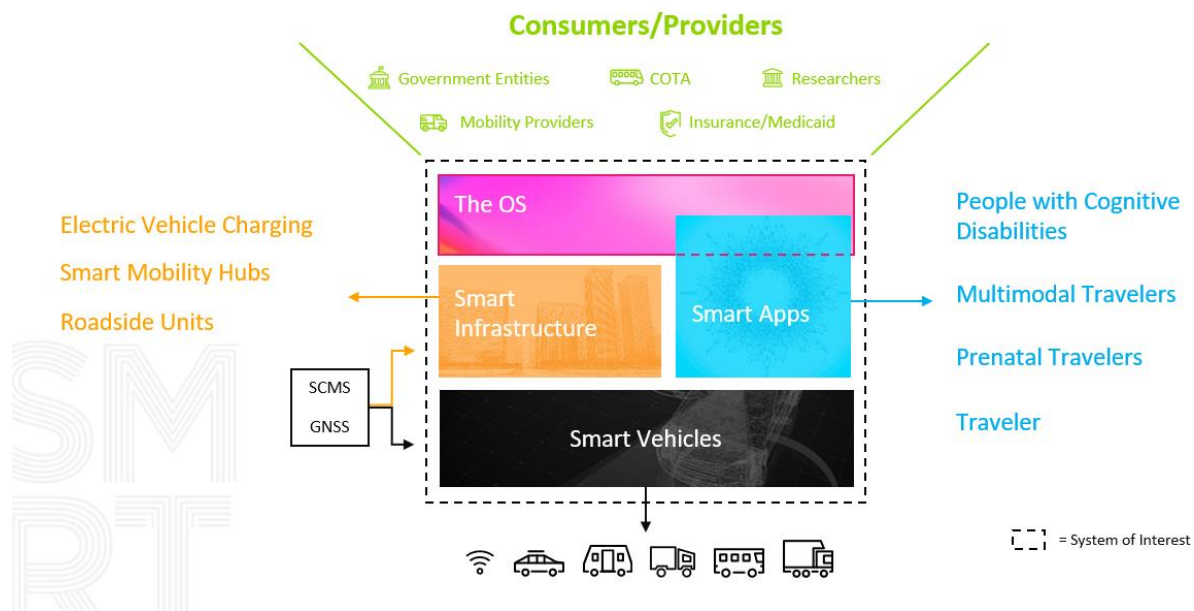 Consumers/Providers
Government Entities
COTA
Researchers
Mobility Providers
Insurance/Medicaid
The OS
Smart
Infrastructure
Smart Apps
Smart Vehicles
Electric Vehicle Charging
Smart Mobility Hubs
Roadside Units
SCMS
GNSS
People with Cognitive
Disabilities
Multimodal Travelers
Prenatal Travelers
Traveler
= System of Interest
SM
RT